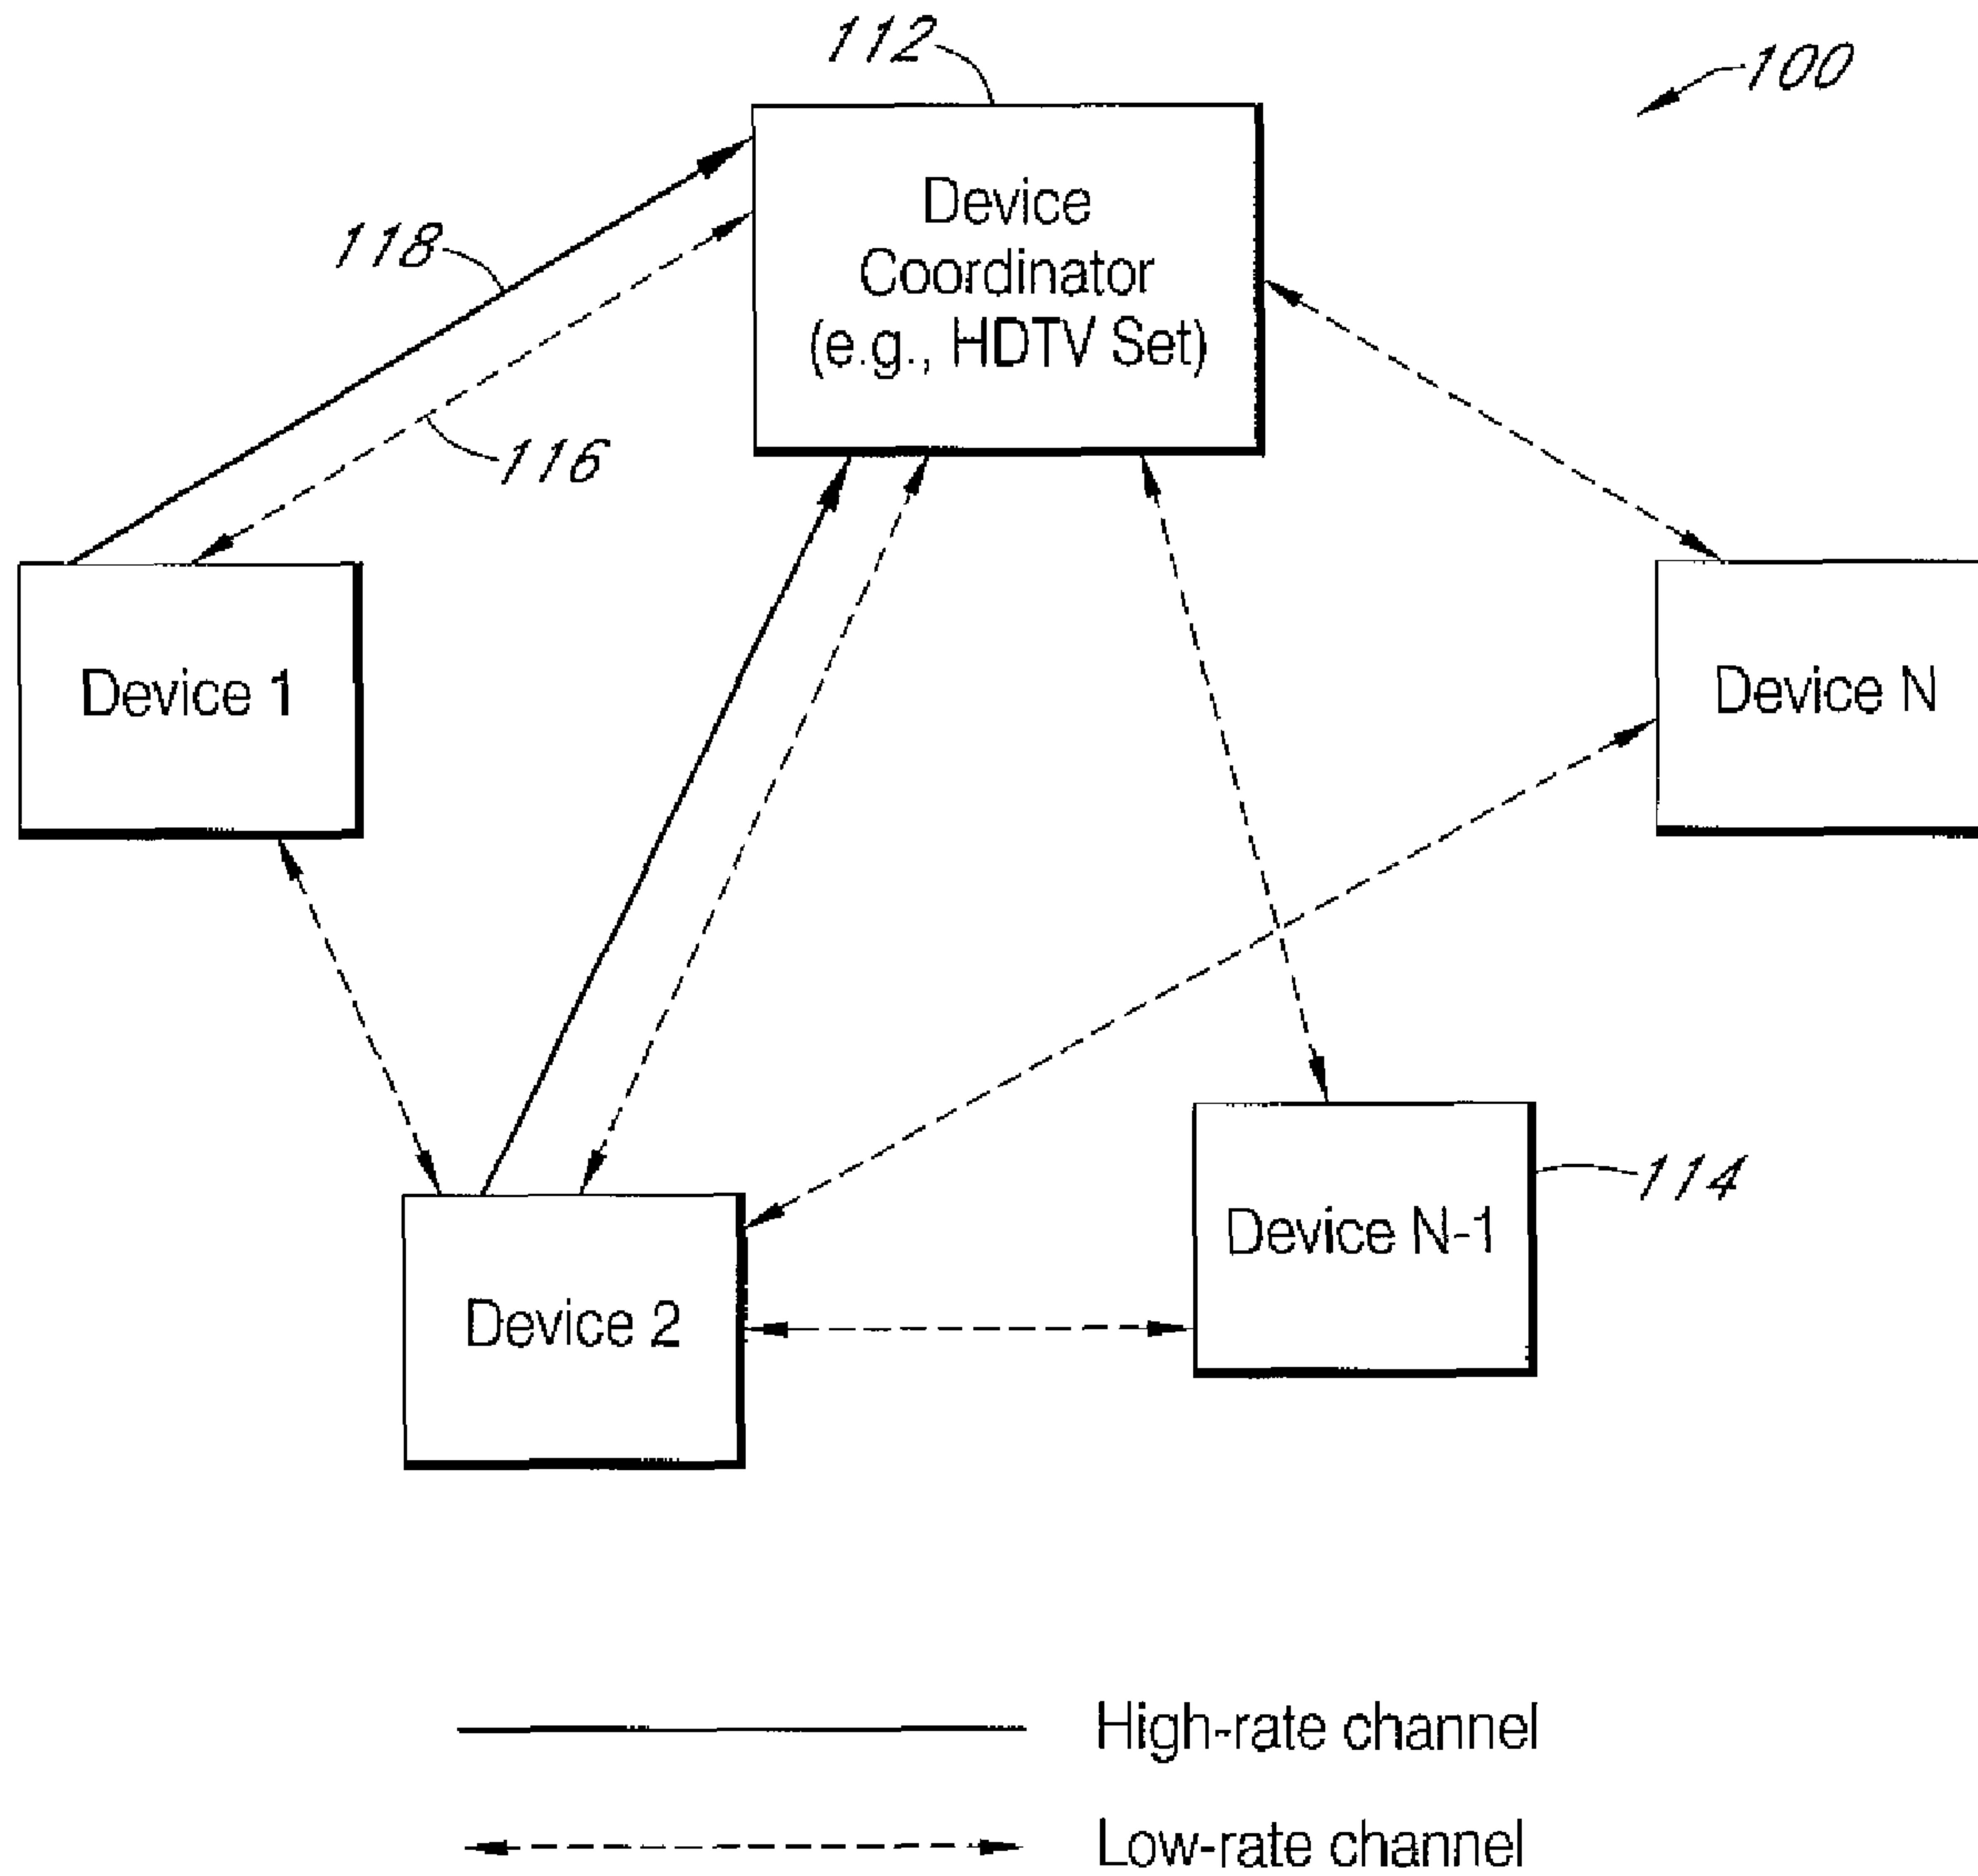 112
100
Device
Coordinator
(e.g., HDTV Set)
118
116
Device 1
Device N
114
Device N-1
Device 2
High-rate channel
Low-rate channel